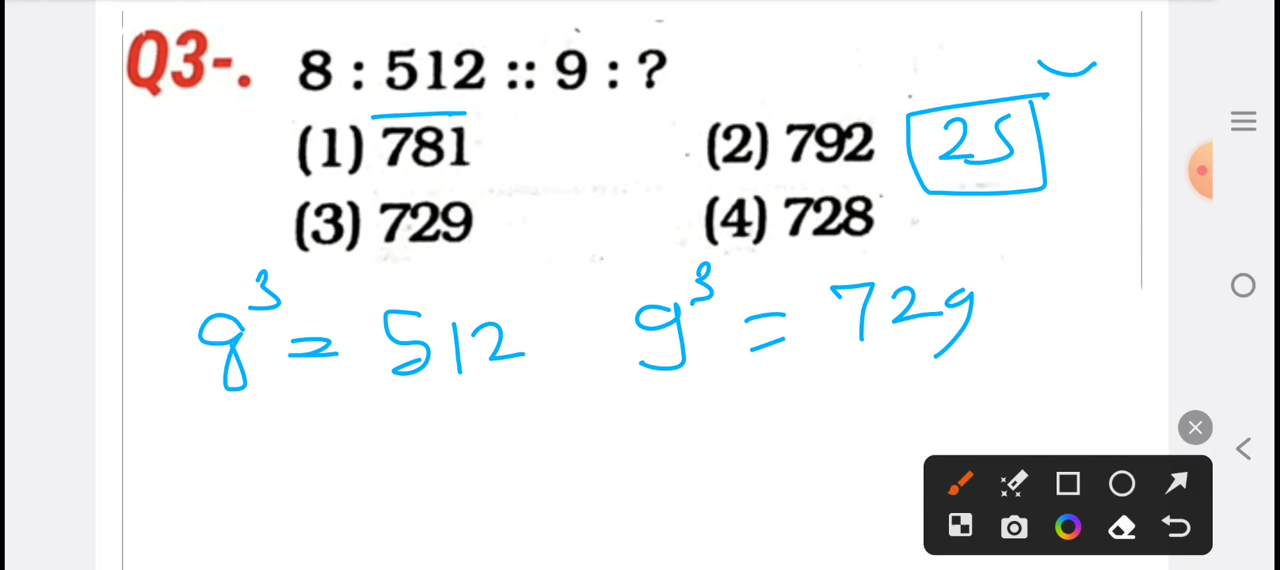 Q3-. 8 : 512 :: 9 : ?
(1) 781 (2) 792 25
(3) 729 (4) 728
8³ = 512 9³ = 729